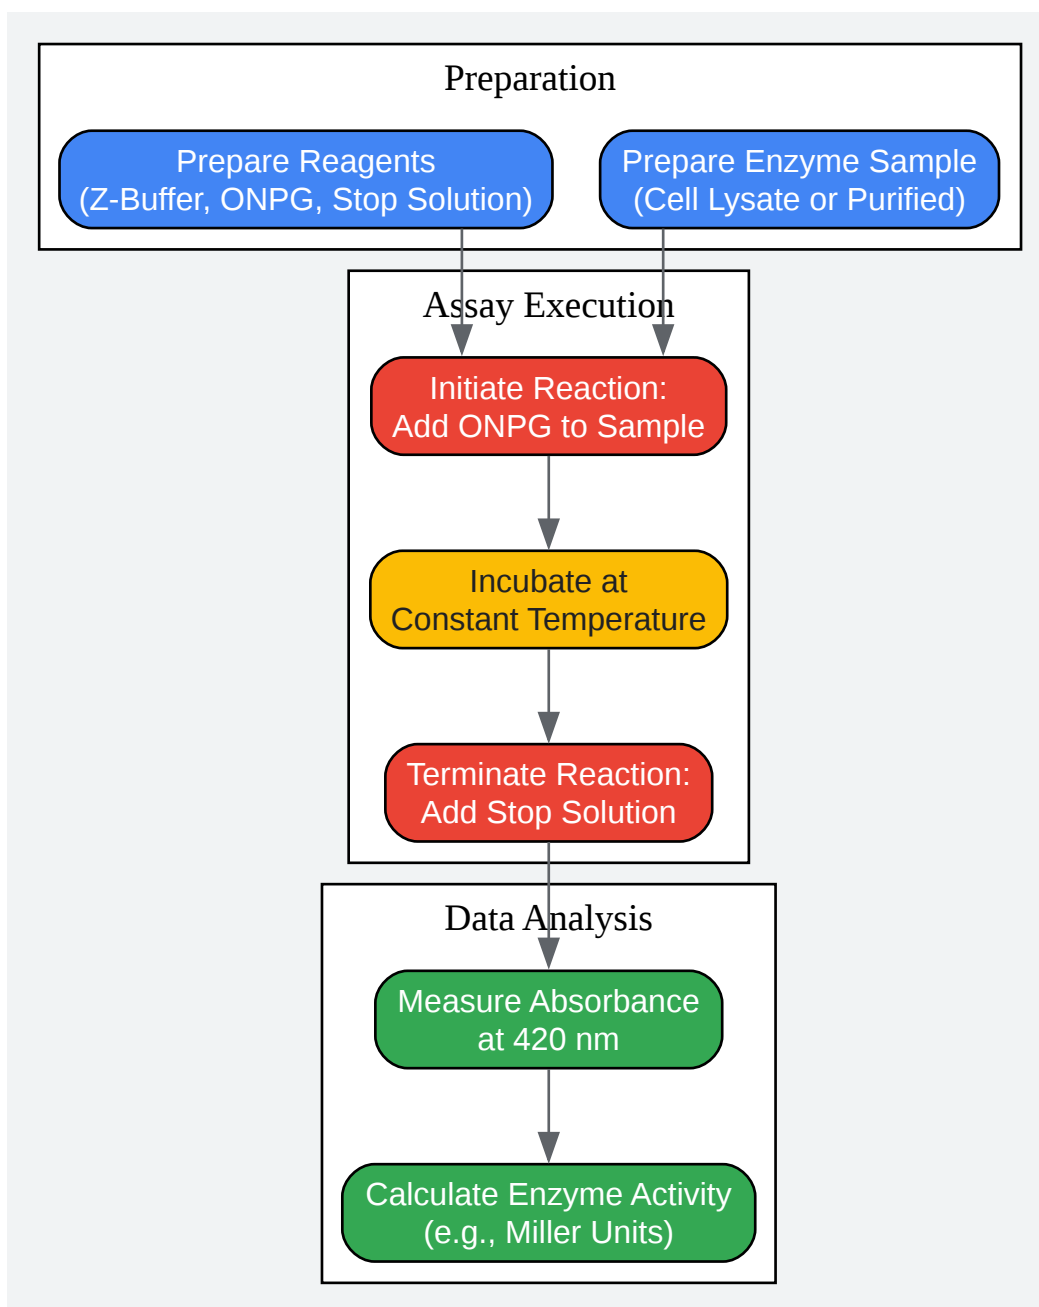 Preparation
Prepare Reagents
(Z-Buffer, ONPG, Stop Solution)
Prepare Enzyme Sample
(Cell Lysate or Purified)
Assay Execution
Initiate Reaction:
Add ONPG to Sample
Incubate at
Constant Temperature
Terminate Reaction:
Add Stop Solution
Data Analysis
Measure Absorbance
at 420 nm
Calculate Enzyme Activity
(e.g., Miller Units)